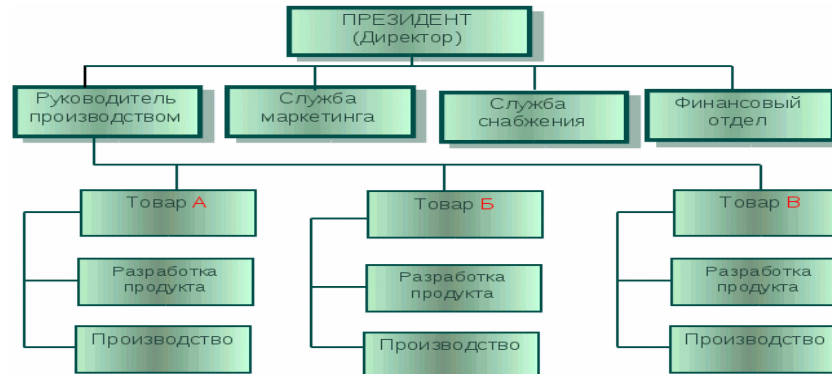 ПРЕЗИДЕНТ
(Директор)
Руководитель
производством
Служба
маркетинга
Служба
снабжения
Финансовый
отдел
Товар А
Товар Б
Товар В
Разработка
продукта
Разработка
продукта
Разработка
продукта
Производство
Производство
Производство